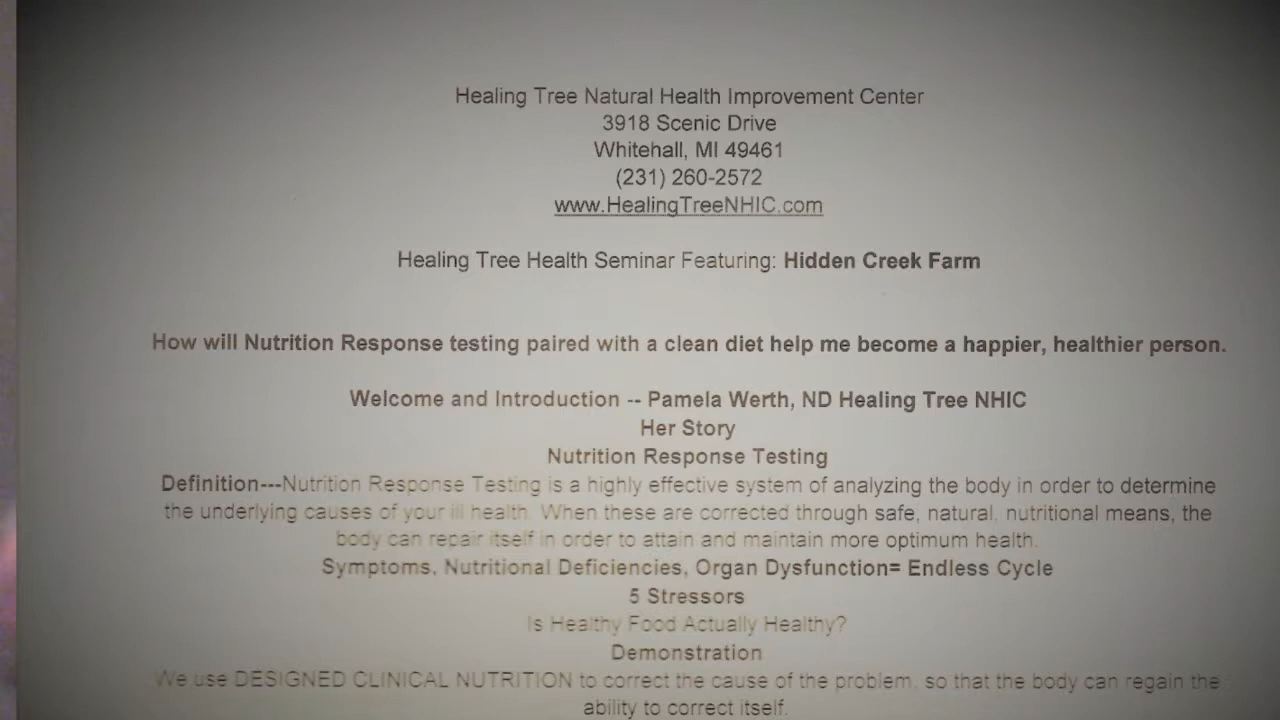 Healing Tree Natural Health Improvement Center
3918 Scenic Drive
Whitehall, MI 49461
(231) 260-2572
www.HealingTreeNHIC.com
Healing Tree Health Seminar Featuring: Hidden Creek Farm
How will Nutrition Response testing paired with a clean diet help me become a happier, healthier person.
Welcome and Introduction -- Pamela Werth, ND Healing Tree NHIC
Her Story
Nutrition Response Testing
Definition---Nutrition Response Testing is a highly effective system of analyzing the body in order to determine
the underlying causes of your ill health. When these are corrected through safe, natural, nutritional means, the
body can repair itself in order to attain and maintain more optimum health.
Symptoms, Nutritional Deficiencies, Organ Dysfunction= Endless Cycle
5 Stressors
Is Healthy Food Actually Healthy?
Demonstration
We use DESIGNED CLINICAL NUTRITION to correct the cause of the problem, so that the body can regain the
ability to correct itself.